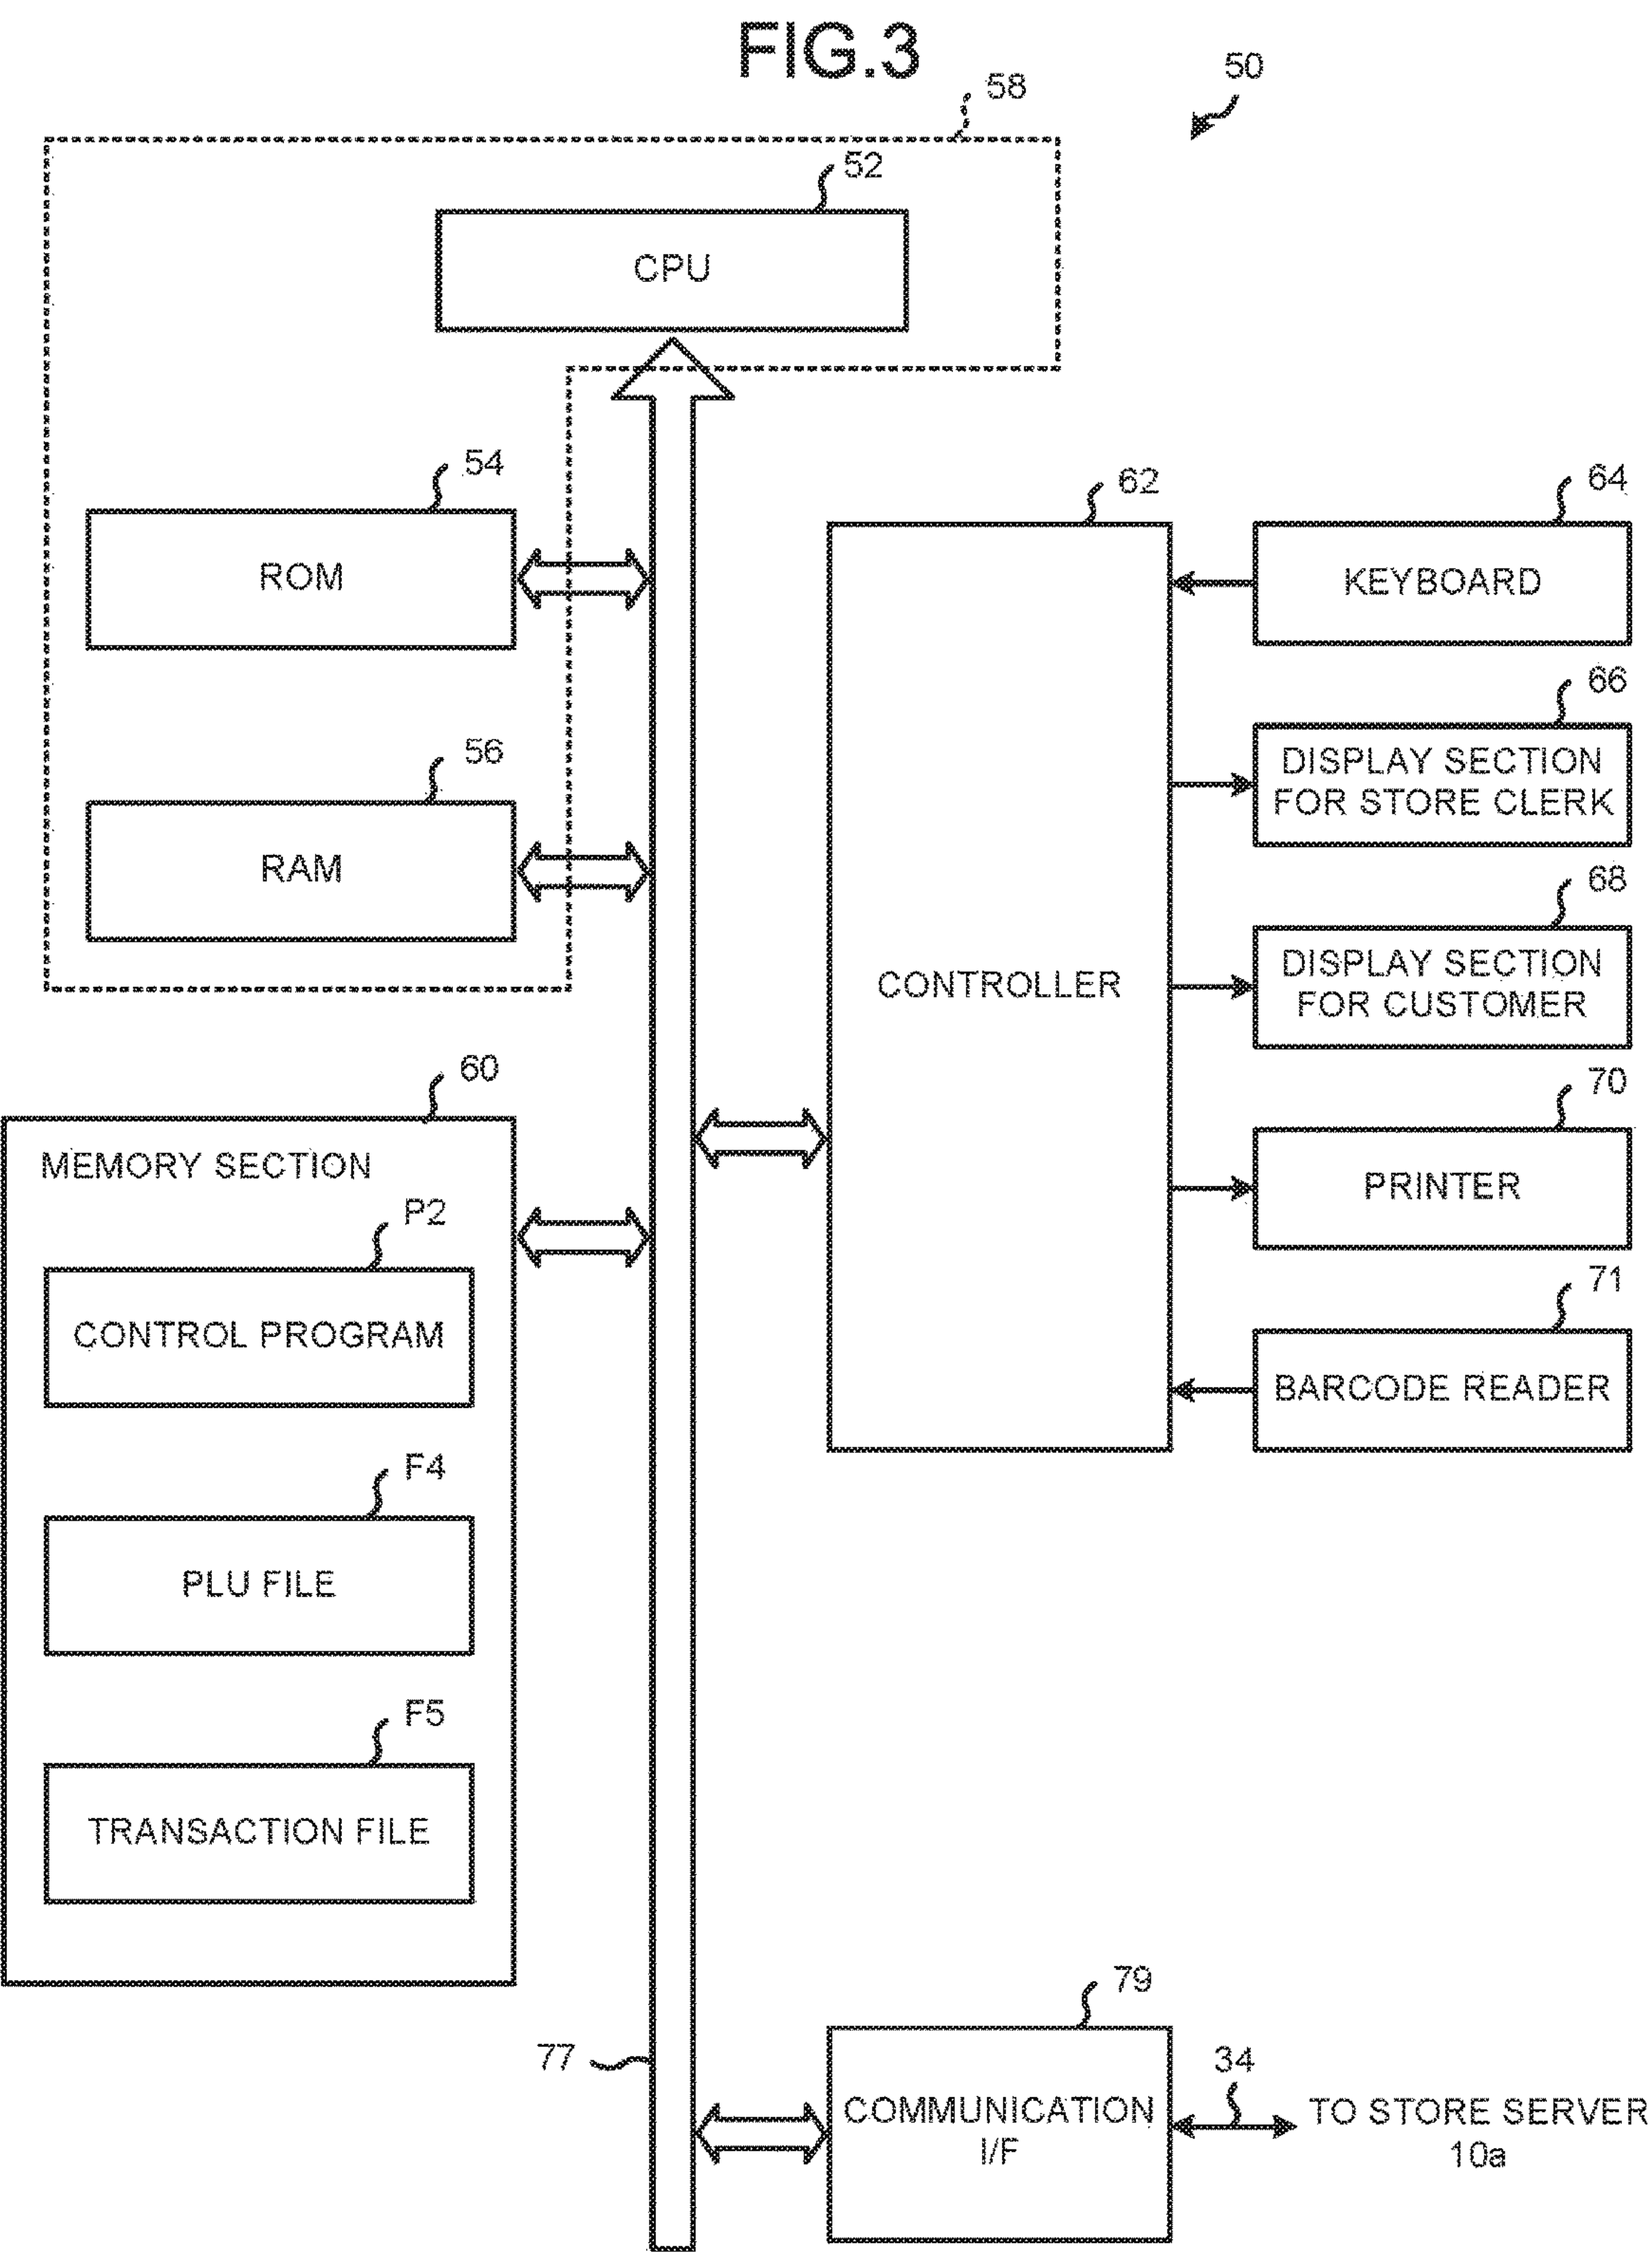 FIG.3
50
58
52
CPU
54
ROM
56
RAM
60
MEMORY SECTION
P2
CONTROL PROGRAM
F4
PLU FILE
F5
TRANSACTION FILE
62
CONTROLLER
64
KEYBOARD
66
DISPLAY SECTION
FOR STORE CLERK
68
DISPLAY SECTION
FOR CUSTOMER
70
PRINTER
71
BARCODE READER
77
79
COMMUNICATION
I/F
34
TO STORE SERVER
10a